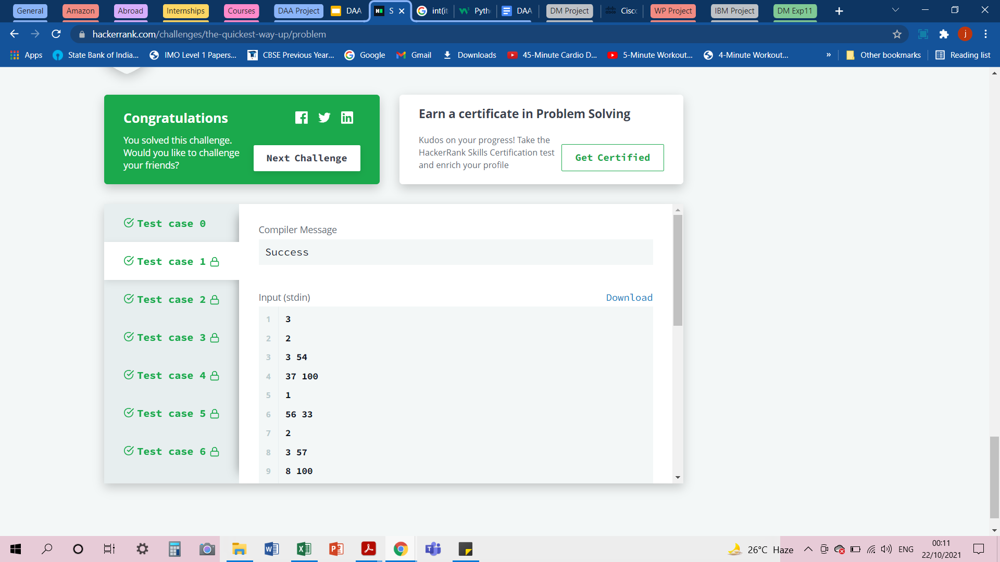 General Amazon Abroad Internships Courses DAA Project DAA S int(it Pyth DAA DM Project Cisco WP Project IBM Project DM Exp11
hackerrank.com/challenges/the-quickest-way-up/problem
j
Apps State Bank of India... IMO Level 1 Papers... CBSE Previous Year... Google Gmail Downloads 45-Minute Cardio D... 5-Minute Workout... 4-Minute Workout... » Other bookmarks Reading list
Congratulations
You solved this challenge.
Would you like to challenge
your friends?
Next Challenge
Earn a certificate in Problem Solving
Kudos on your progress! Take the
HackerRank Skills Certification test
and enrich your profile
Get Certified
Test case 0
Test case 1
Test case 2
Test case 3
Test case 4
Test case 5
Test case 6
Compiler Message
Success
Input (stdin)
Download
1 3
2 2
3 3 54
4 37 100
5 1
6 56 33
7 2
8 3 57
9 8 100
26°C Haze
ENG
00:11
22/10/2021